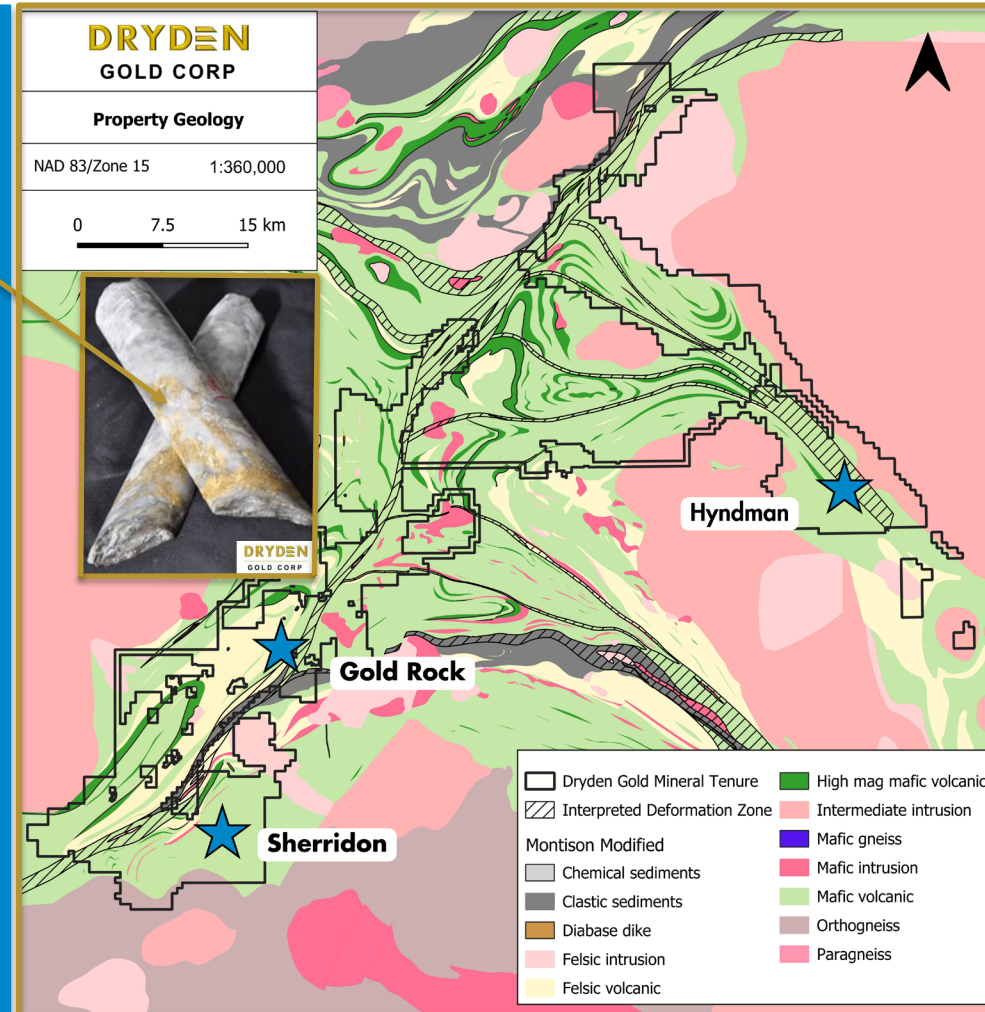 DRYDEN
GOLD CORP
Property Geology
NAD 83/Zone 15 1:360,000
0 7.5 15 km
DRYDEN
GOLD CORP
Hyndman
Gold Rock
Sherridon
Dryden Gold Mineral Tenure
Interpreted Deformation Zone
Montison Modified
Chemical sediments
Clastic sediments
Diabase dike
Felsic intrusion
Felsic volcanic
High mag mafic volcanic
Intermediate intrusion
Mafic gneiss
Mafic intrusion
Mafic volcanic
Orthogneiss
Paragneiss